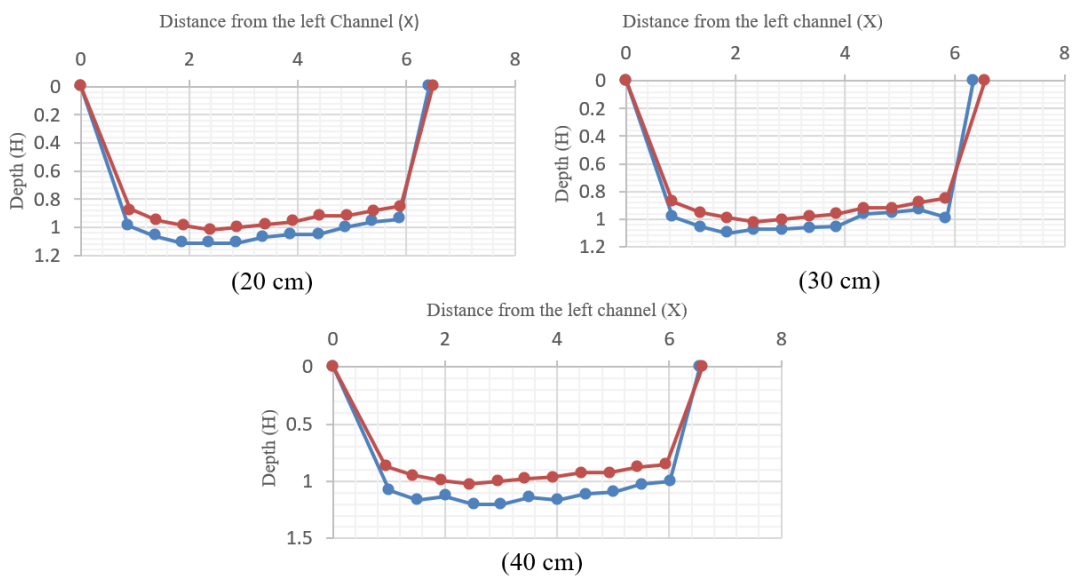 Distance from the left Channel (X)
0 2 4 6 8
0
0.2
0.4
0.6
0.8
1
1.2
Depth (H)
(20 cm)
Distance from the left channel (X)
0 2 4 6 8
0
0.2
0.4
0.6
0.8
1
1.2
Depth (H)
(30 cm)
Distance from the left channel (X)
0 2 4 6 8
0
0.5
1
1.5
Depth (H)
(40 cm)